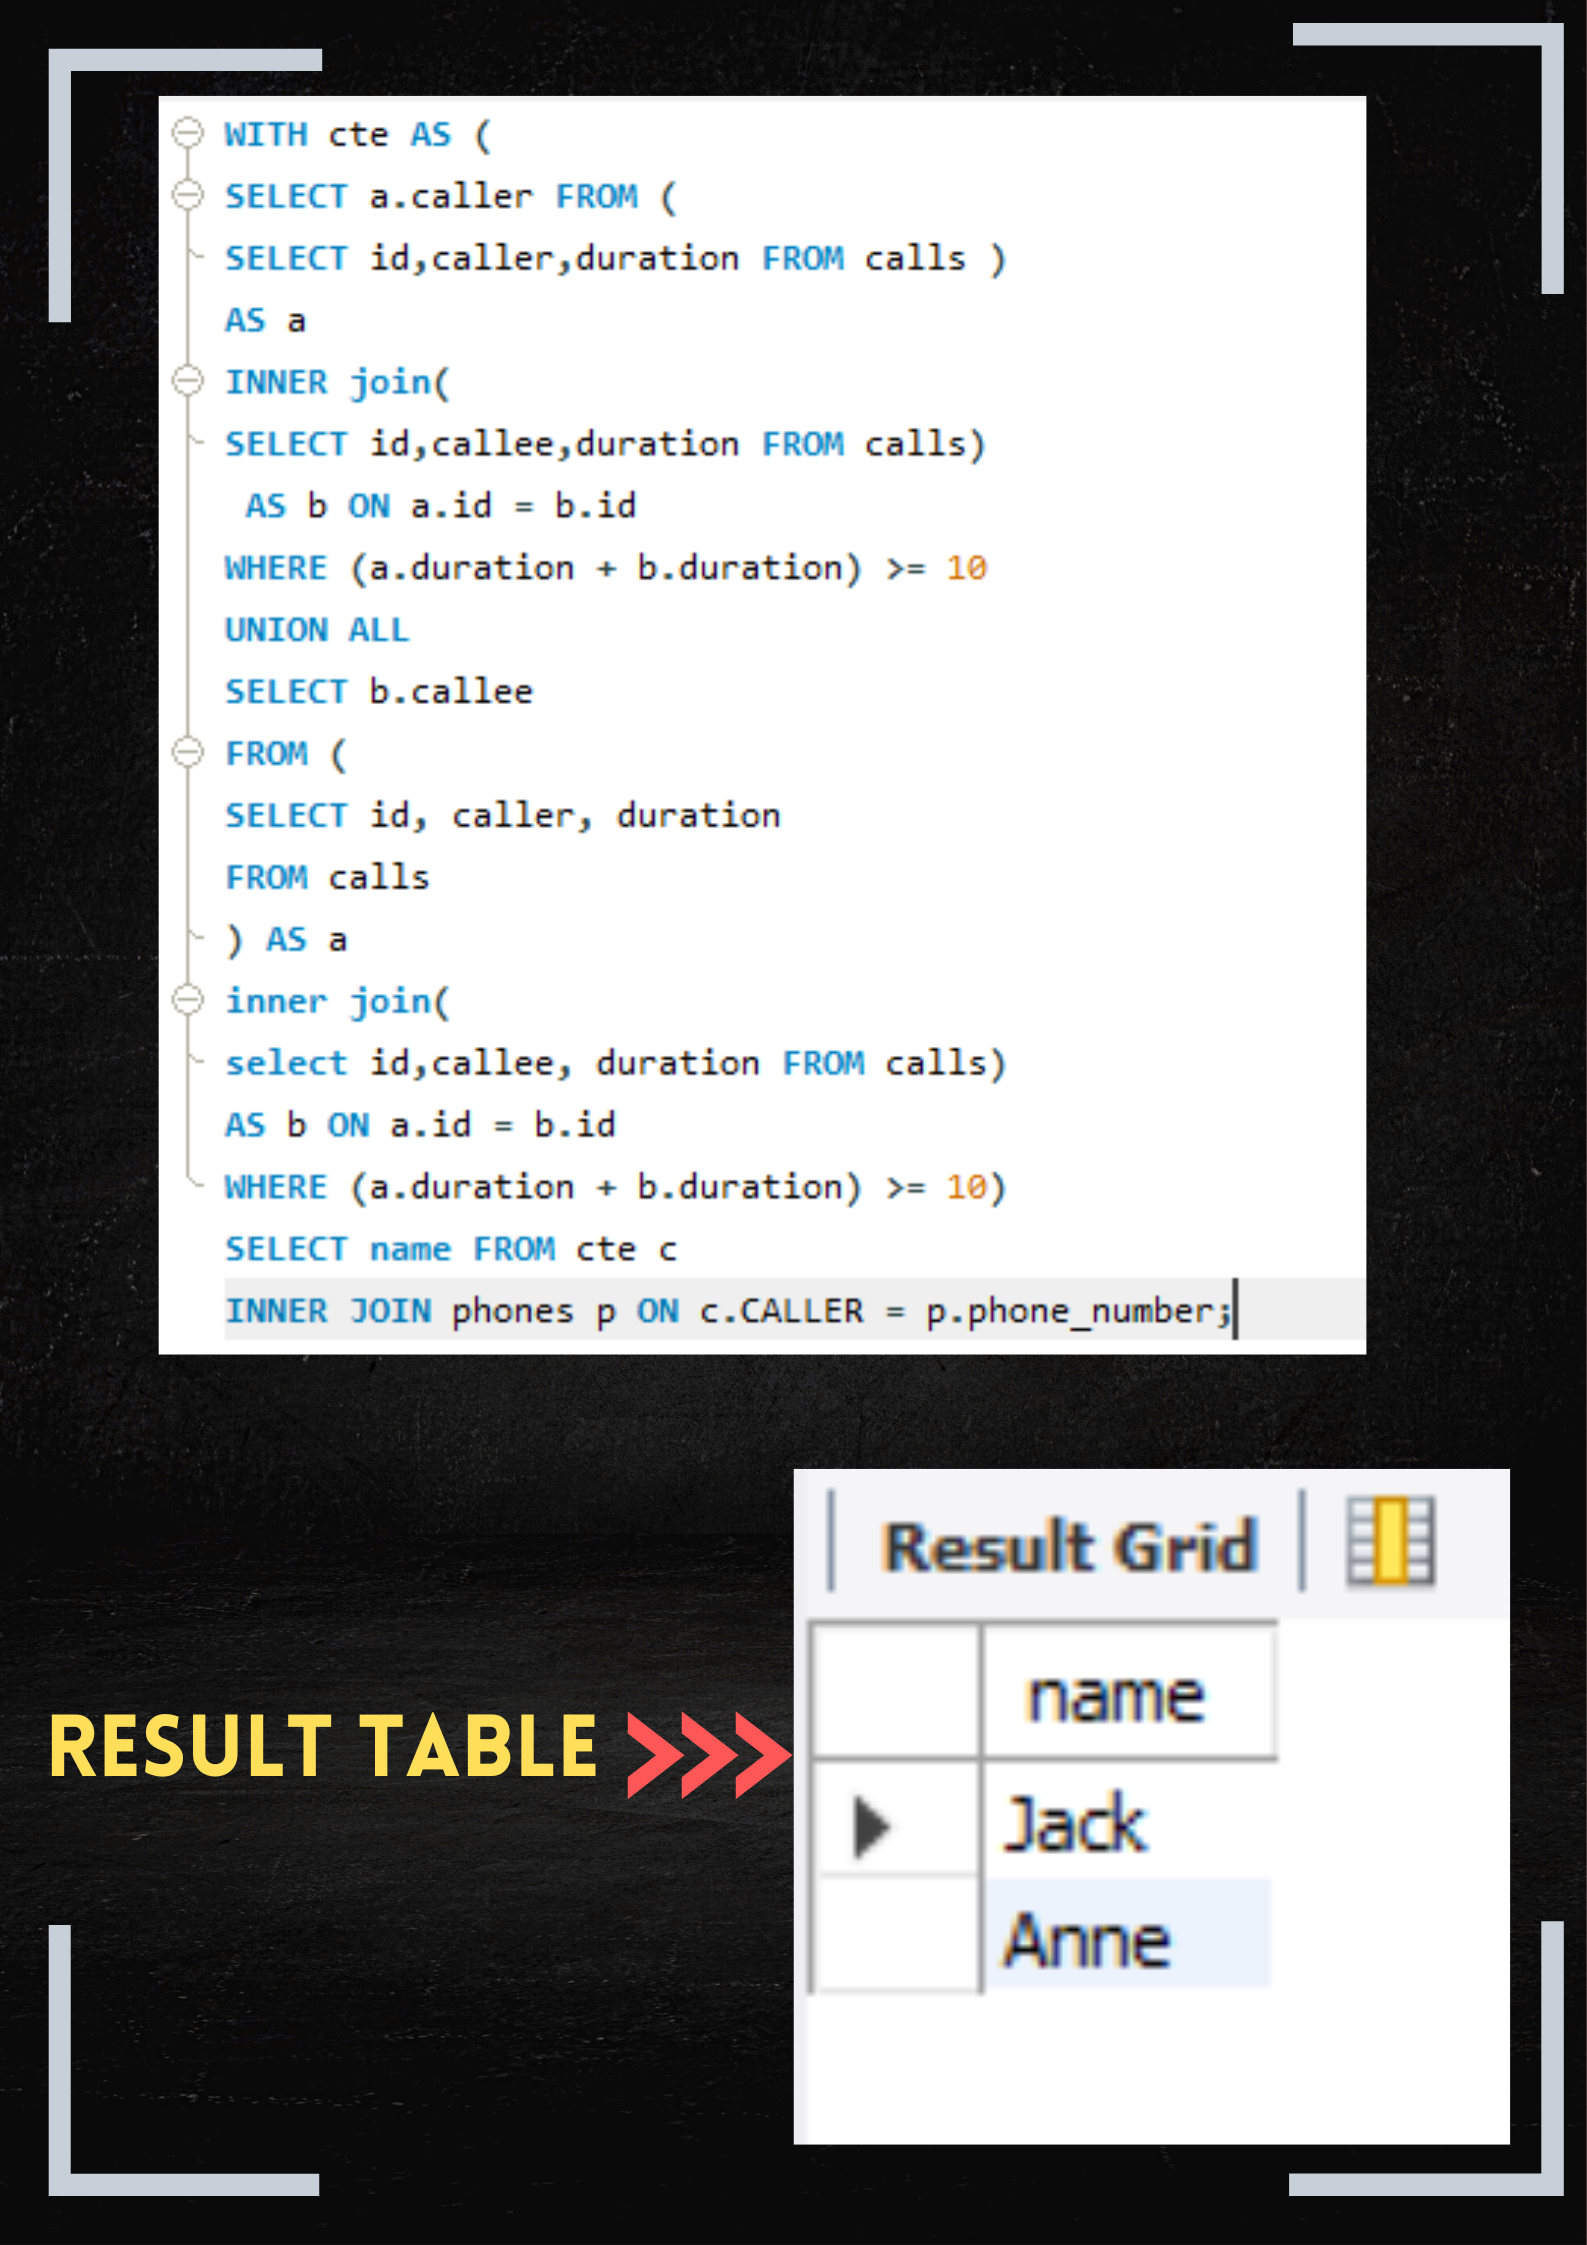 WITH cte AS (
SELECT a.caller FROM (
SELECT id,caller,duration FROM calls )
AS a
INNER join(
SELECT id,callee,duration FROM calls)
AS b ON a.id = b.id
WHERE (a.duration + b.duration) >= 10
UNION ALL
SELECT b.callee
FROM (
SELECT id, caller, duration
FROM calls
) AS a
inner join(
select id,callee, duration FROM calls)
AS b ON a.id = b.id
WHERE (a.duration + b.duration) >= 10)
SELECT name FROM cte c
INNER JOIN phones p ON c.CALLER = p.phone_number;
Result Grid
name
RESULT TABLE
Jack
Anne